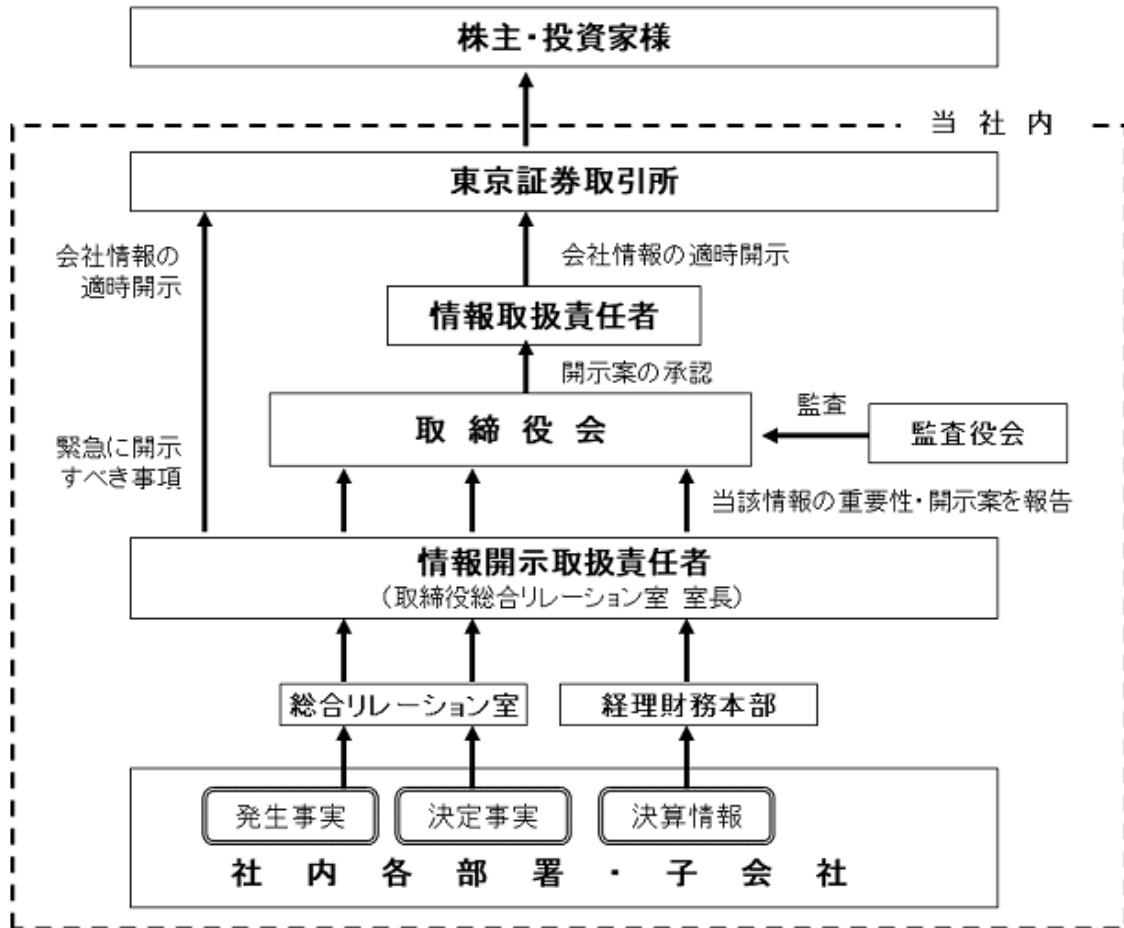 株主・投資家様
当社内
東京証券取引所
会社情報の
適時開示
会社情報の適時開示
情報取扱責任者
開示案の承認
取締役会
監査
監査役会
緊急に開示
すべき事項
当該情報の重要性・開示案を報告
情報開示取扱責任者
（取締役総合リレーション室 室長）
総合リレーション室
経理財務本部
発生事実
決定事実
決算情報
社内各部署・子会社